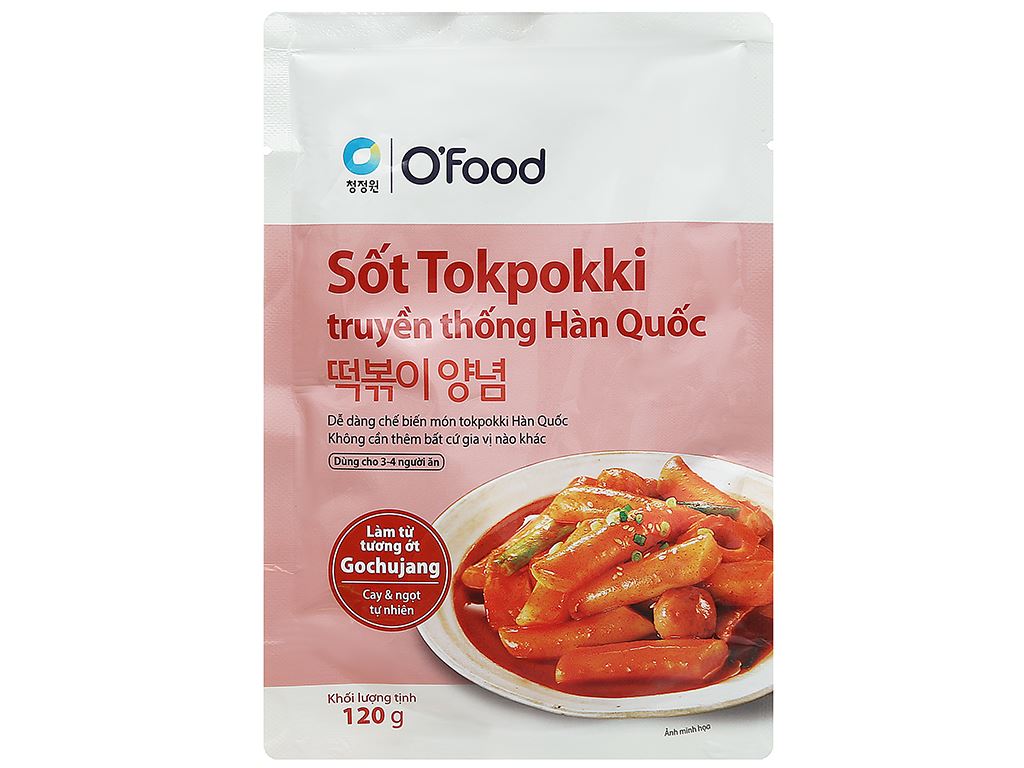 청정원
O'Food
Sốt Tokpokki
truyền thống Hàn Quốc
떡볶이 양념
Dễ dàng chế biến món tokpokki Hàn Quốc
Không cần thêm bất cứ gia vị nào khác
Dùng cho 3-4 người ăn
Làm từ
tương ớt
Gochujang
Cay & ngọt
tự nhiên
Khối lượng tịnh
120 g
Ảnh minh họa